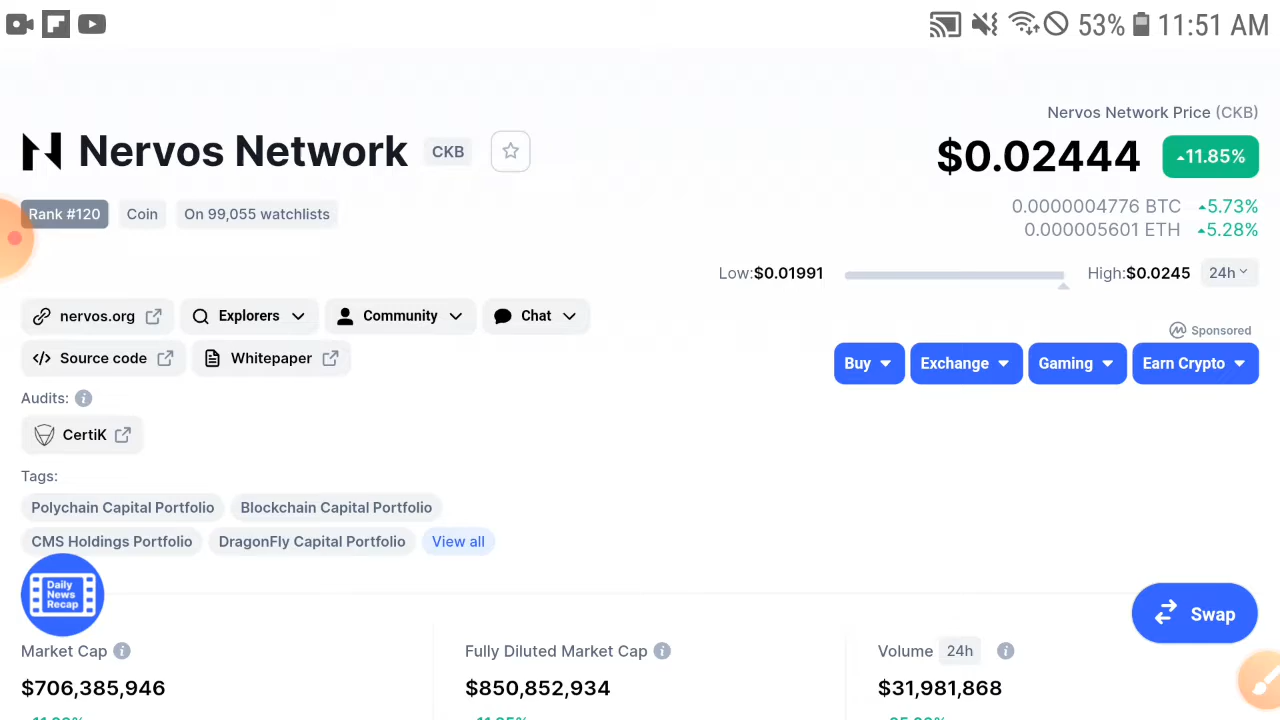 53% 11:51 AM
Nervos Network Price (CKB)
Nervos Network CKB
$0.02444 11.85%
Rank #120 Coin On 99,055 watchlists
0.0000004776 BTC 5.73%
0.000005601 ETH 5.28%
Low:$0.01991 High:$0.0245 24h
nervos.org Explorers Community Chat
Sponsored
Source code Whitepaper
Buy Exchange Gaming Earn Crypto
Audits:
CertiK
Tags:
Polychain Capital Portfolio Blockchain Capital Portfolio
CMS Holdings Portfolio DragonFly Capital Portfolio View all
Daily
News
Recap
Swap
Market Cap Fully Diluted Market Cap Volume 24h
$706,385,946 $850,852,934 $31,981,868